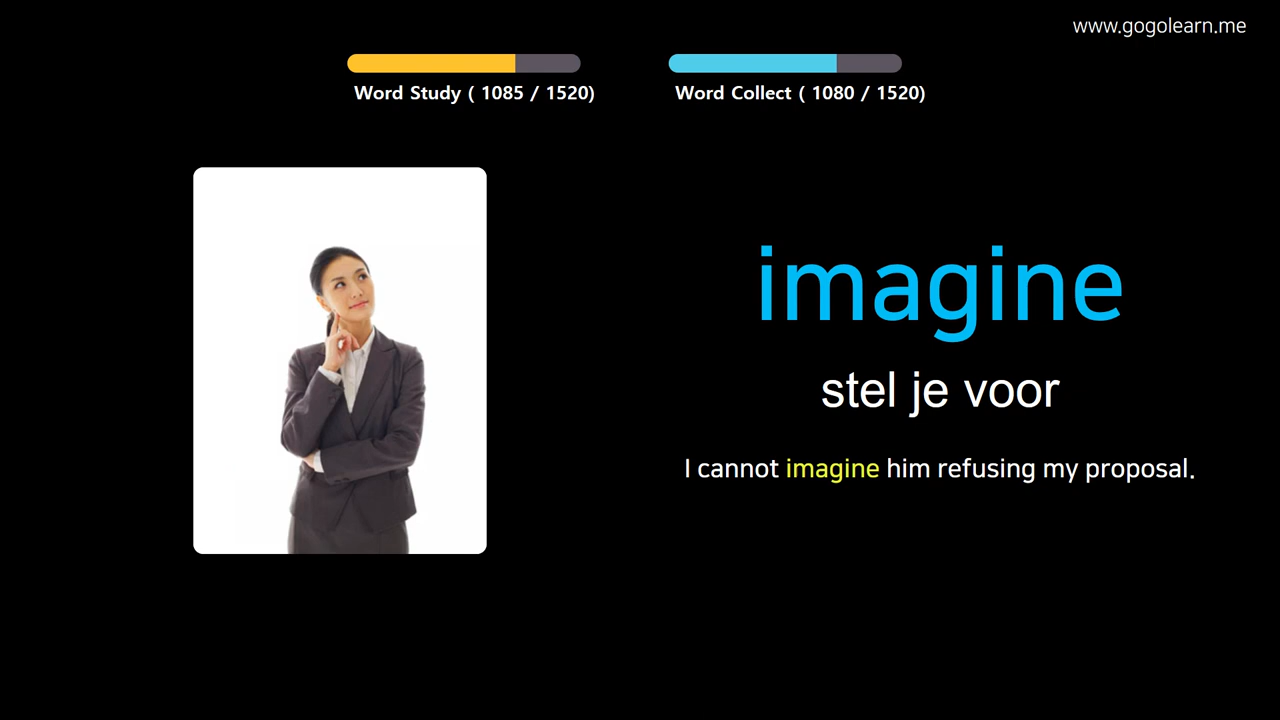 www.gogolearn.me
Word Study ( 1085 / 1520)
Word Collect ( 1080 / 1520)
imagine
stel je voor
I cannot imagine him refusing my proposal.